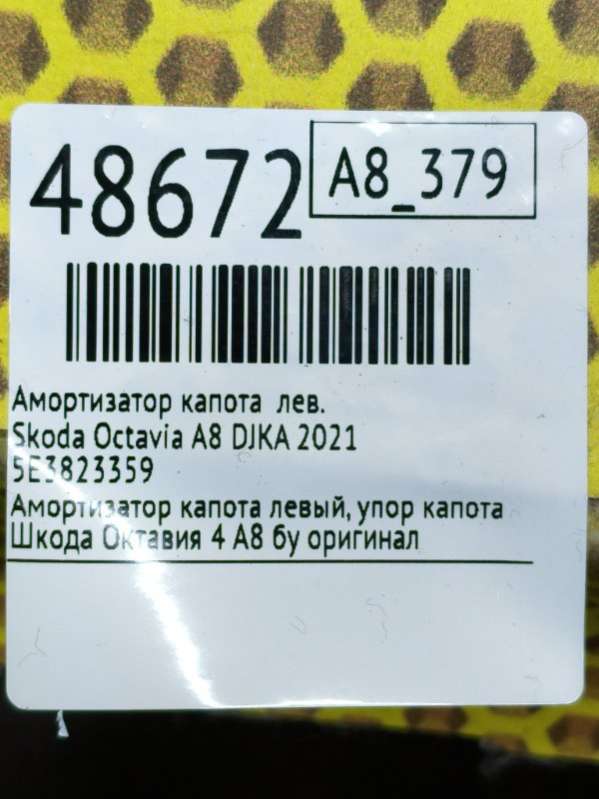 48672
A8_379
Амортизатор капота лев.
Skoda Octavia A8 DJKA 2021
5E3823359
Амортизатор капота левый, упор капота
Шкода Октавия 4 А8 бу оригинал